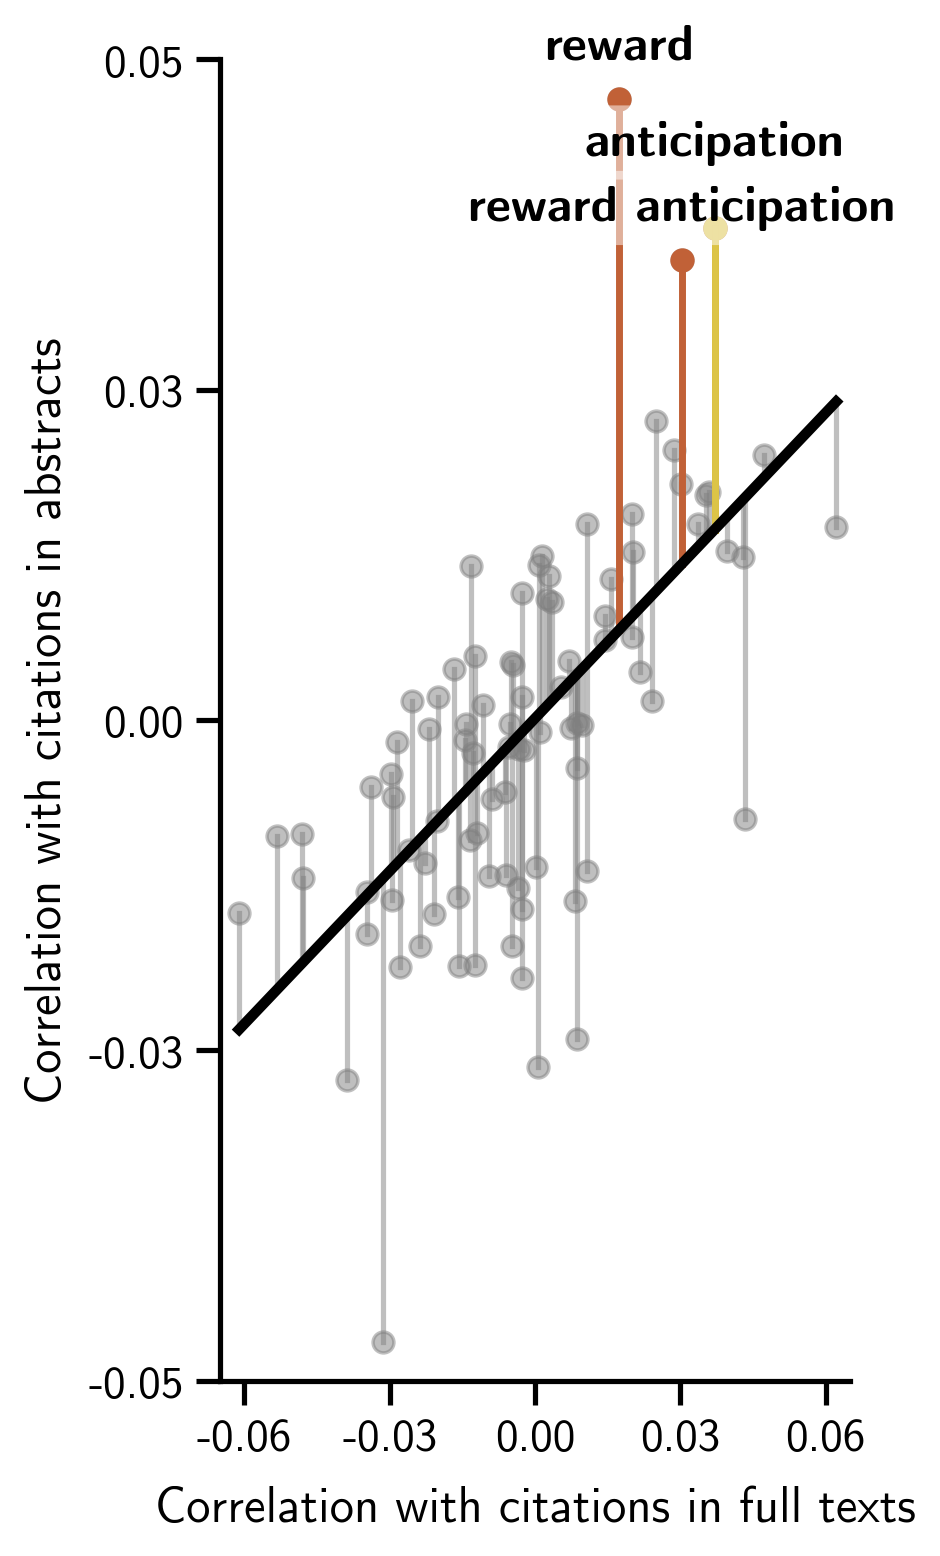 reward
0.05
anticipation
reward anticipation
0.03
0.00
-0.03
-0.05
Correlation with citations in abstracts
-0.06 -0.03 0.00 0.03 0.06
Correlation with citations in full texts